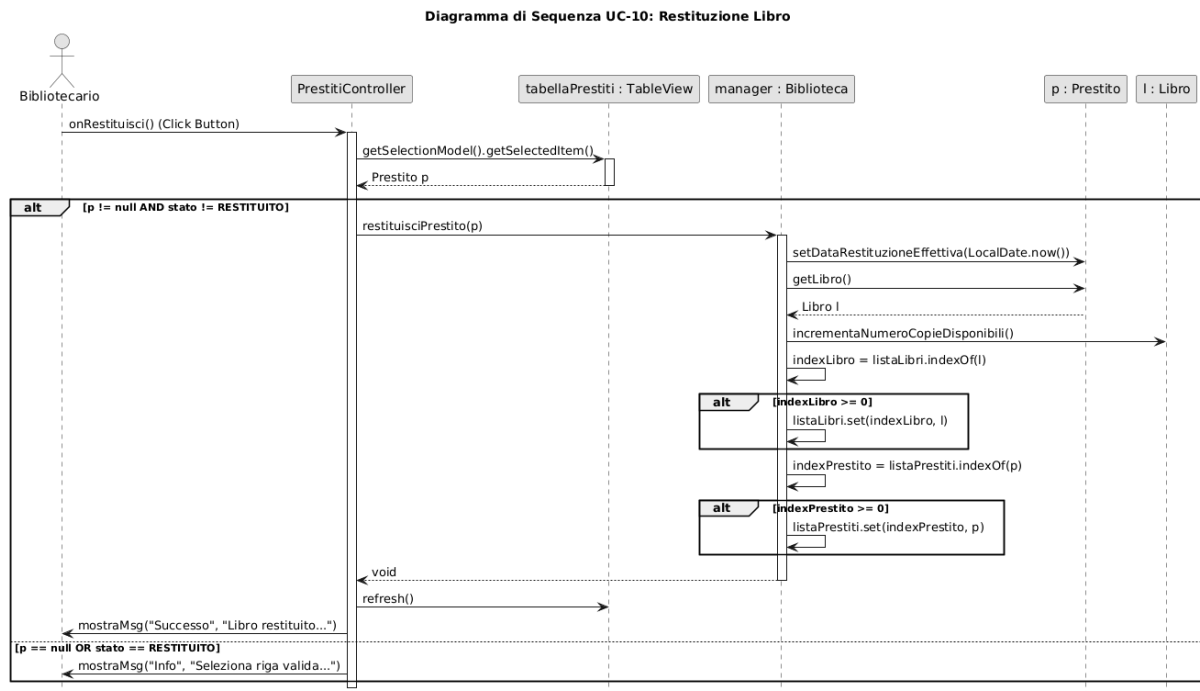 Diagramma di Sequenza UC-10: Restituzione Libro
Bibliotecario
PrestitiController
tabellaPrestiti : TableView
manager : Biblioteca
p : Prestito
l : Libro
onRestituisci() (Click Button)
getSelectionModel().getSelectedItem()
Prestito p
alt [p != null AND stato != RESTITUITO]
restituisciPrestito(p)
setDataRestituzioneEffettiva(LocalDate.now())
getLibro()
Libro l
incrementaNumeroCopieDisponibili()
indexLibro = listaLibri.indexOf(l)
alt [indexLibro >= 0]
listaLibri.set(indexLibro, l)
indexPrestito = listaPrestiti.indexOf(p)
alt [indexPrestito >= 0]
listaPrestiti.set(indexPrestito, p)
void
refresh()
mostraMsg("Successo", "Libro restituito...")
[p == null OR stato == RESTITUITO]
mostraMsg("Info", "Seleziona riga valida...")